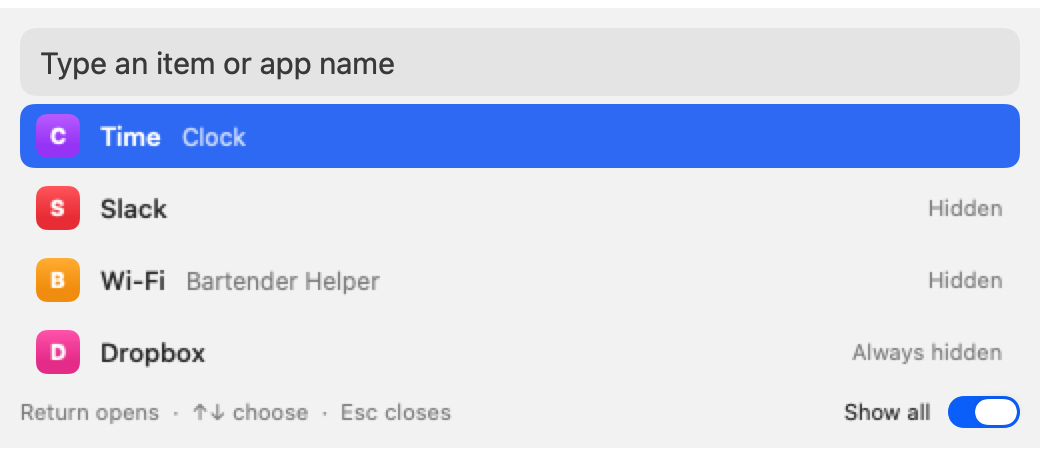 Type an item or app name
C Time Clock
S Slack Hidden
B Wi-Fi Bartender Helper Hidden
D Dropbox Always hidden
Return opens · ↑↓ choose · Esc closes Show all